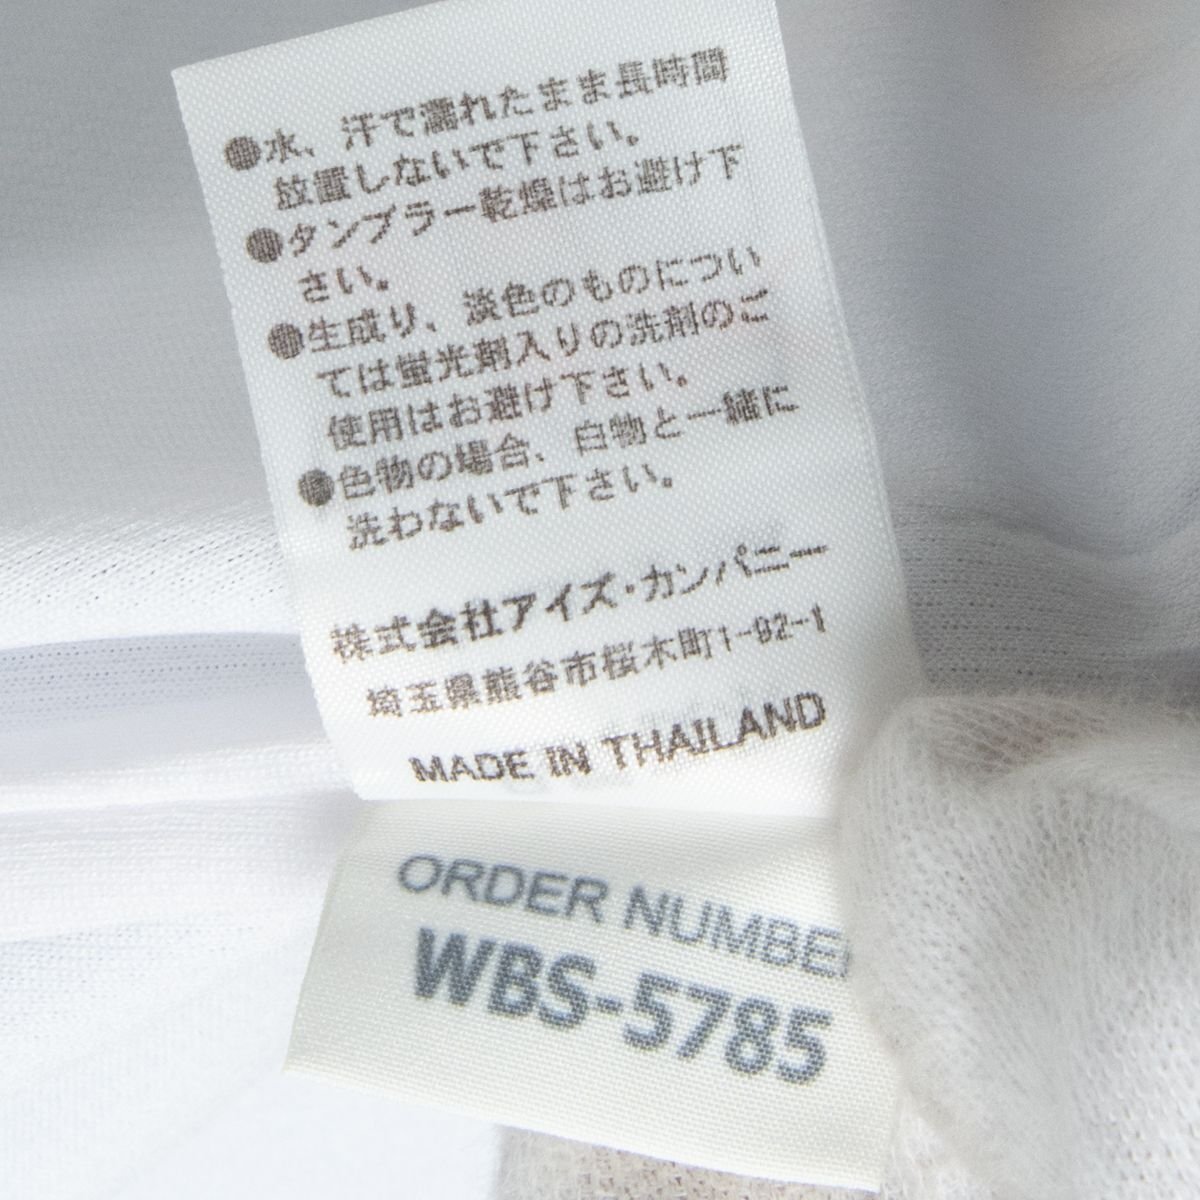 ●水、汗で濡れたまま長時間
放置しないで下さい。
●タンブラー乾燥はお避け下
さい。
●生成り、淡色のものについ
ては蛍光剤入りの洗剤のご
使用はお避け下さい。
●色物の場合、白物と一緒に
洗わないで下さい。
株式会社アイズ・カンパニー
埼玉県熊谷市桜木町1-92-1
MADE IN THAILAND
ORDER NUMBER
WBS-5785